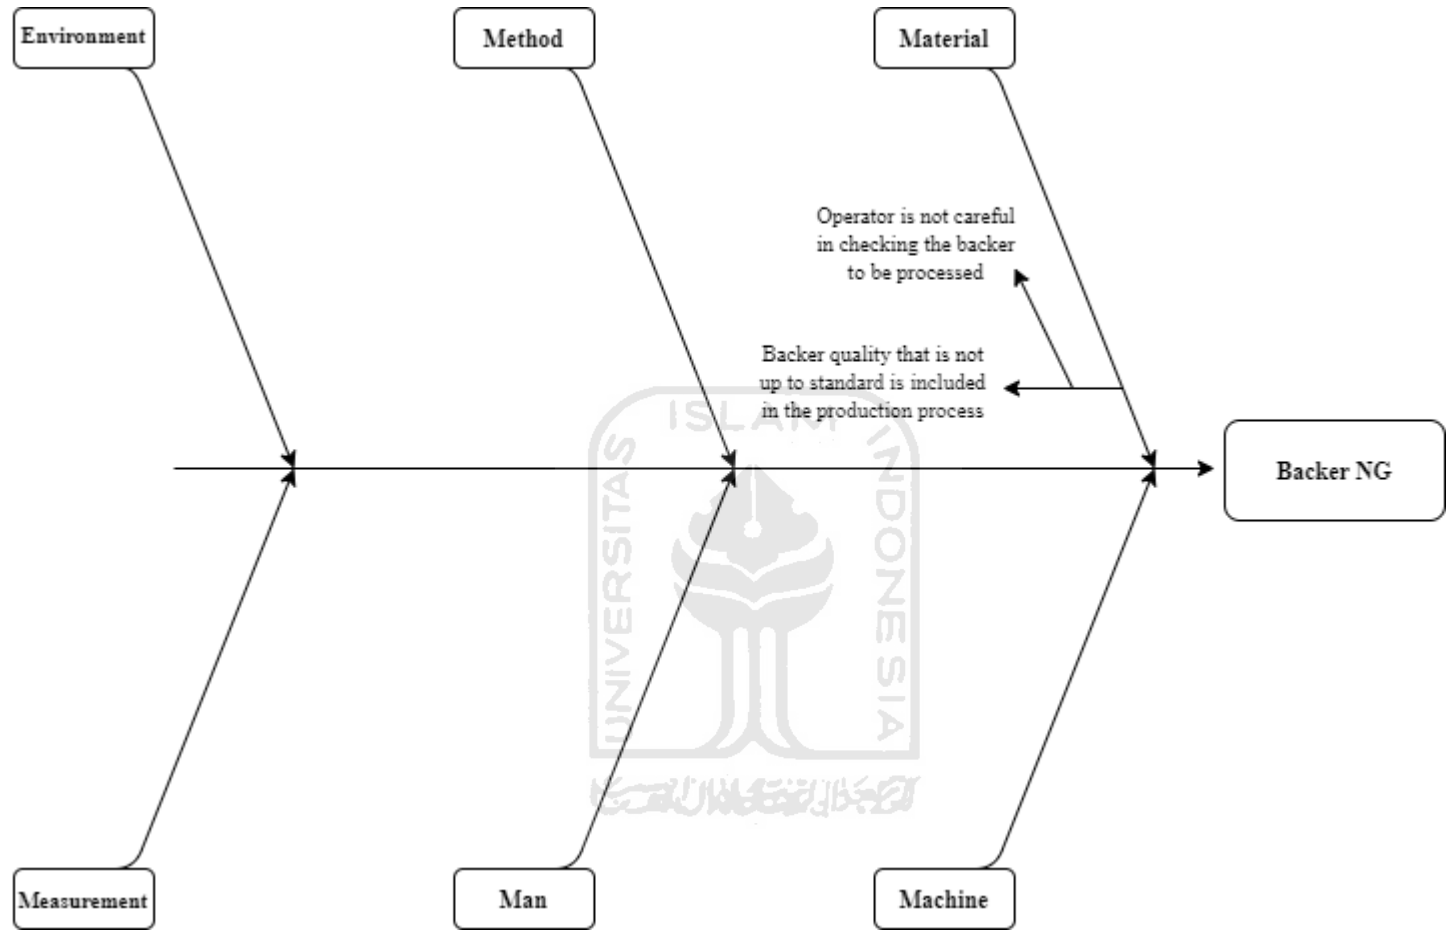 Environment
Method
Material
Operator is not careful
in checking the backer
to be processed
Backer quality that is not
up to standard is included
in the production process
Backer NG
Measurement
Man
Machine
UNIVERSITAS
ISLAM
INDONESIA